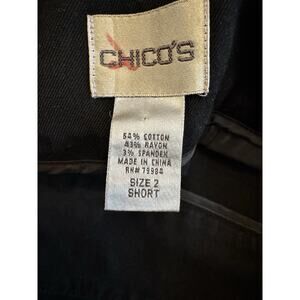 CHICO'S
54% COTTON
43% RAYON
3% SPANDEX
MADE IN CHINA
RN# 79984
SIZE 2
SHORT